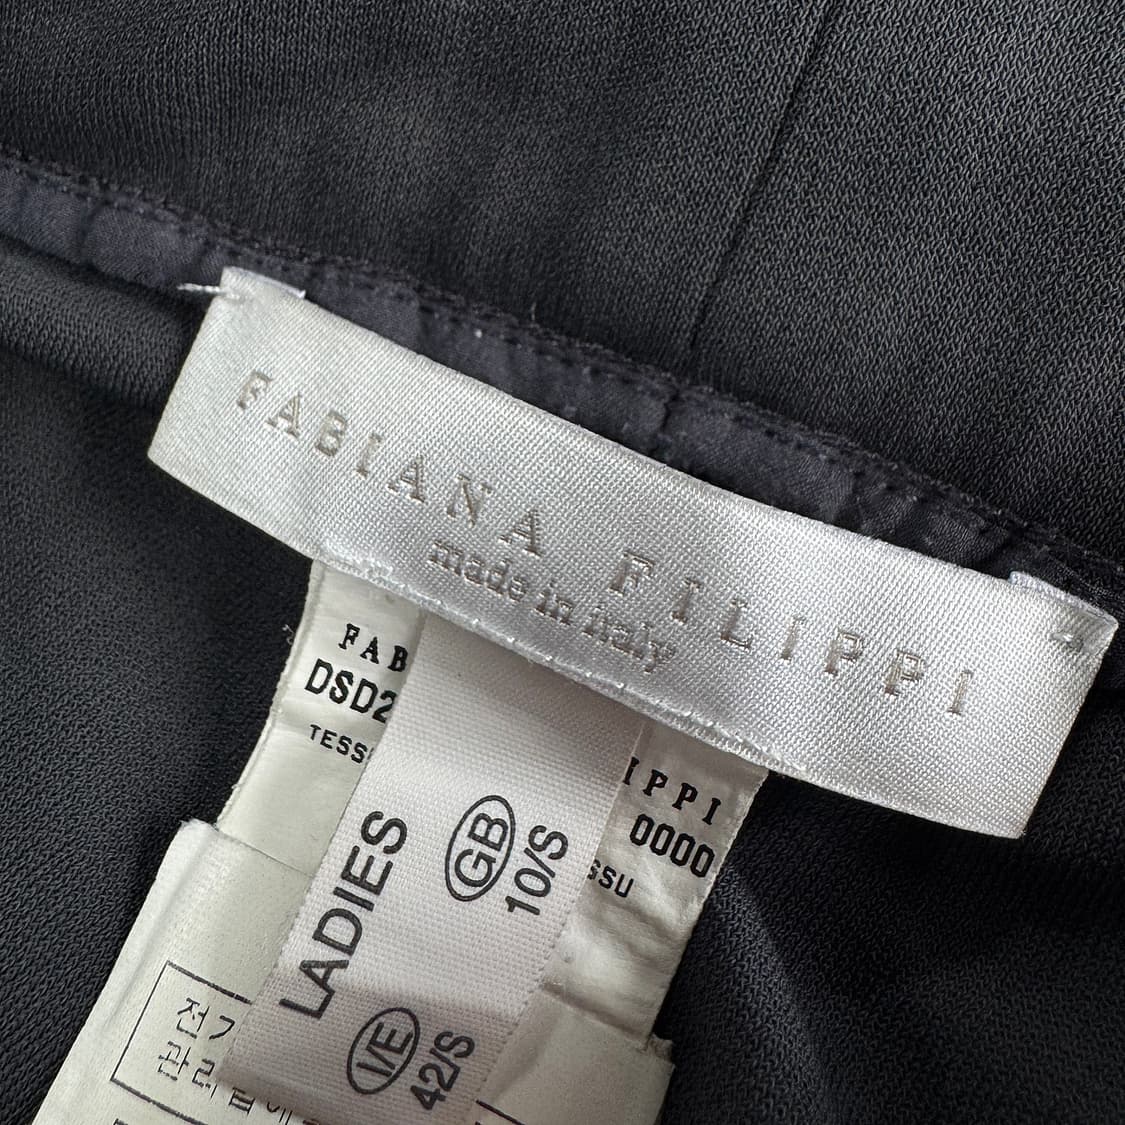 FABIANA FILIPPI
made in italy
FAB
IPPI
DSD2
0000
TESS
SSU
LADIES
GB
10/S
I/E
42/S
전기
관리